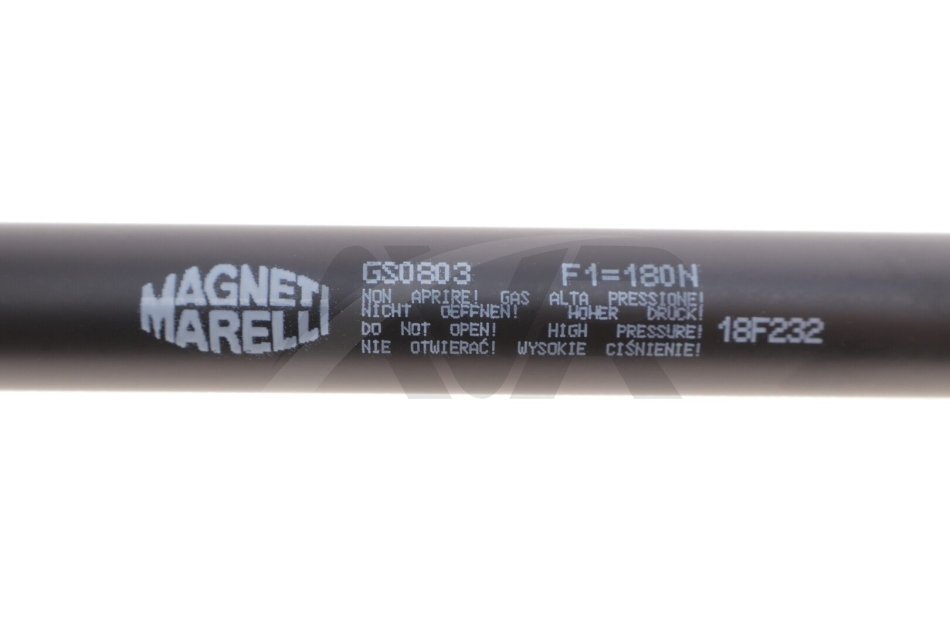 MAGNETI
MARELLI
GS0803 F1=180N
NON APRIRE! GAS ALTA PRESSIONE!
NICHT OEFFNEN! HOHER DRUCK!
DO NOT OPEN! HIGH PRESSURE!
NIE OTWIERAĆ! WYSOKIE CIŚNIENIE!
18F232